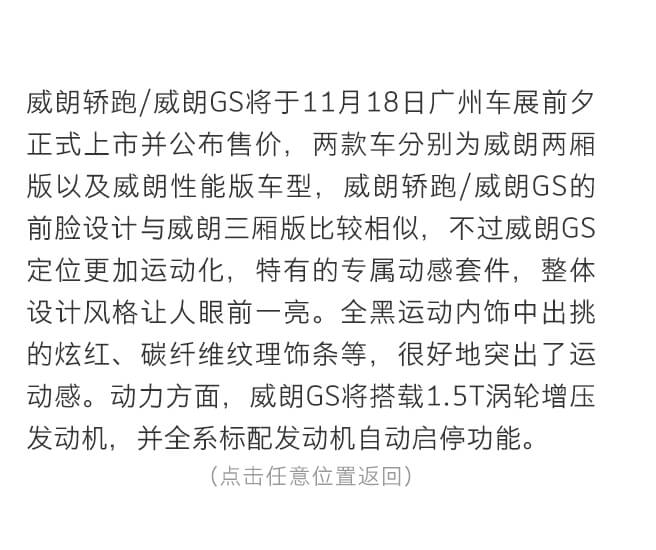 威朗轿跑/威朗GS将于11月18日广州车展前夕
正式上市并公布售价，两款车分别为威朗两厢
版以及威朗性能版车型，威朗轿跑/威朗GS的
前脸设计与威朗三厢版比较相似，不过威朗GS
定位更加运动化，特有的专属动感套件，整体
设计风格让人眼前一亮。全黑运动内饰中出挑
的炫红、碳纤维纹理饰条等，很好地突出了运
动感。动力方面，威朗GS将搭载1.5T涡轮增压
发动机，并全系标配发动机自动启停功能。
（点击任意位置返回）